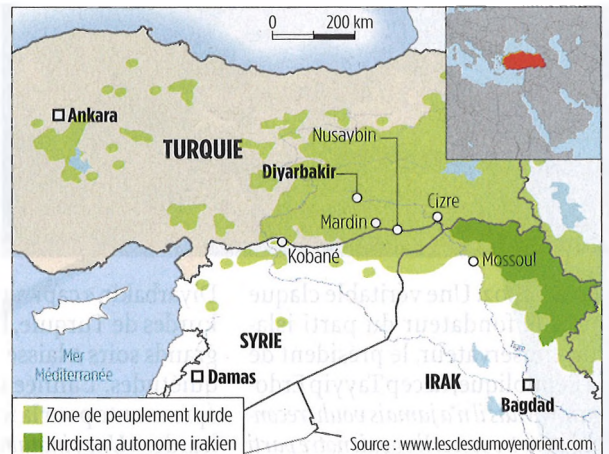 0 200 km
Ankara
TURQUIE
Nusaybin
Diyarbakir
Cizre
Mardin
Kobané
Mossoul
Mer
Méditerranée
SYRIE
Damas
IRAK
Tigre
Bagdad
Zone de peuplement kurde
Kurdistan autonome irakien
Source : www.lesclesdumoyenorient.com